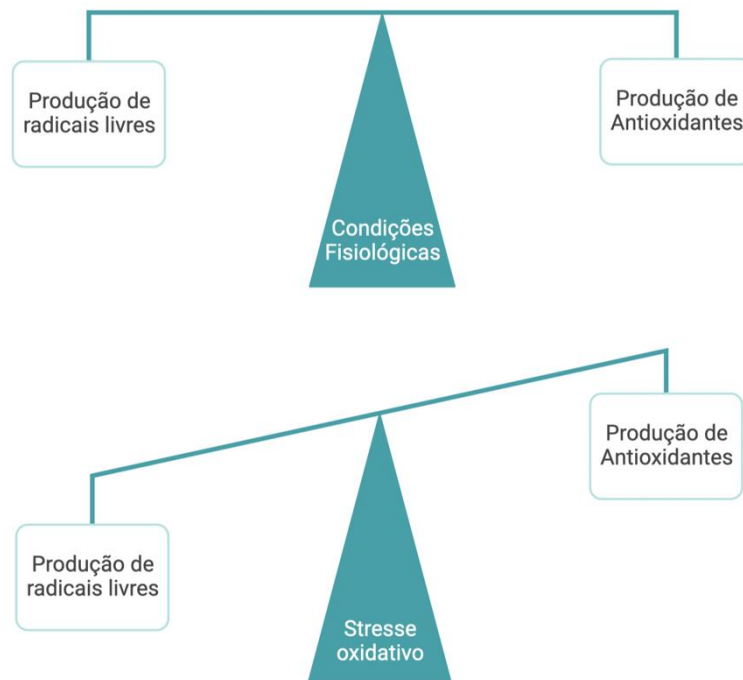 Produção de
radicais livres
Produção de
Antioxidantes
Condições
Fisiológicas
Produção de
Antioxidantes
Produção de
radicais livres
Stresse
oxidativo